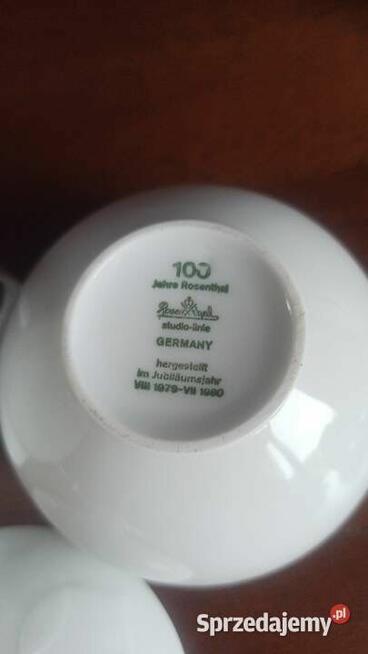 100
Jahre Rosenthal
Rosenthal
studio-linie
GERMANY
hergestellt
im Jubiläumsjahr
VIII 1979-VII 1980
Sprzedajemy.pl